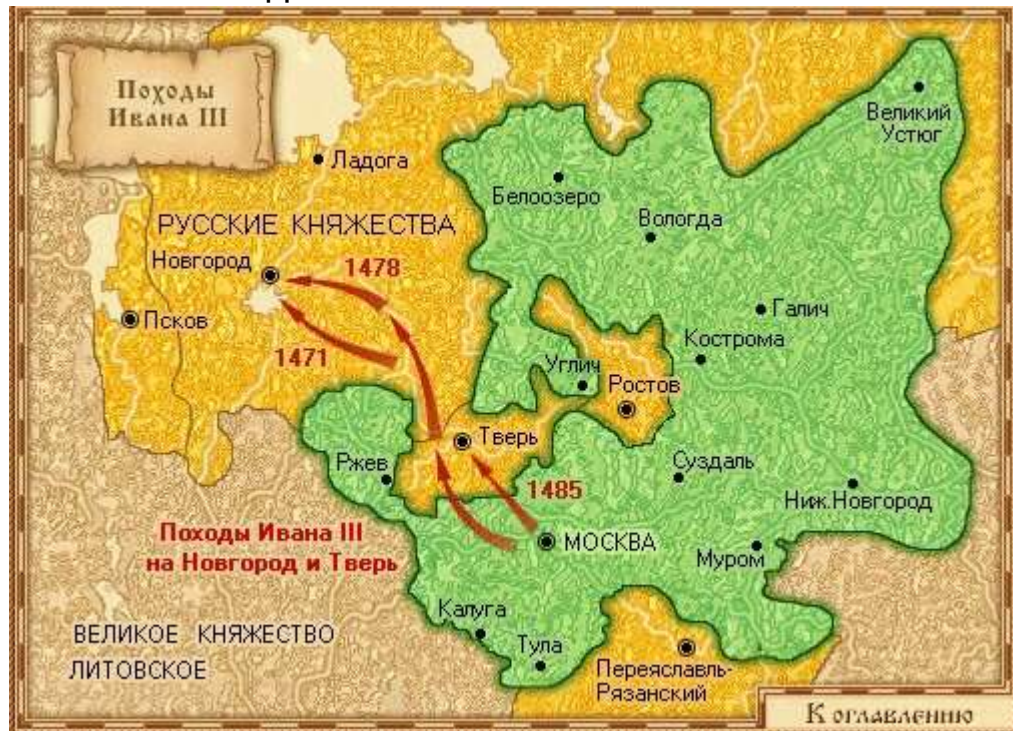 Походы
Ивана III
Великий
Устюг
Ладога
Белоозеро
Вологда
РУССКИЕ КНЯЖЕСТВА
Новгород
1478
Псков
Галич
1471
Кострома
Углич
Ростов
Тверь
Ржев
Суздаль
1485
Ниж.Новгород
Походы Ивана III
на Новгород и Тверь
МОСКВА
Муром
Калуга
ВЕЛИКОЕ КНЯЖЕСТВО
ЛИТОВСКОЕ
Тула
Переяславль-
Рязанский
К оглавлению